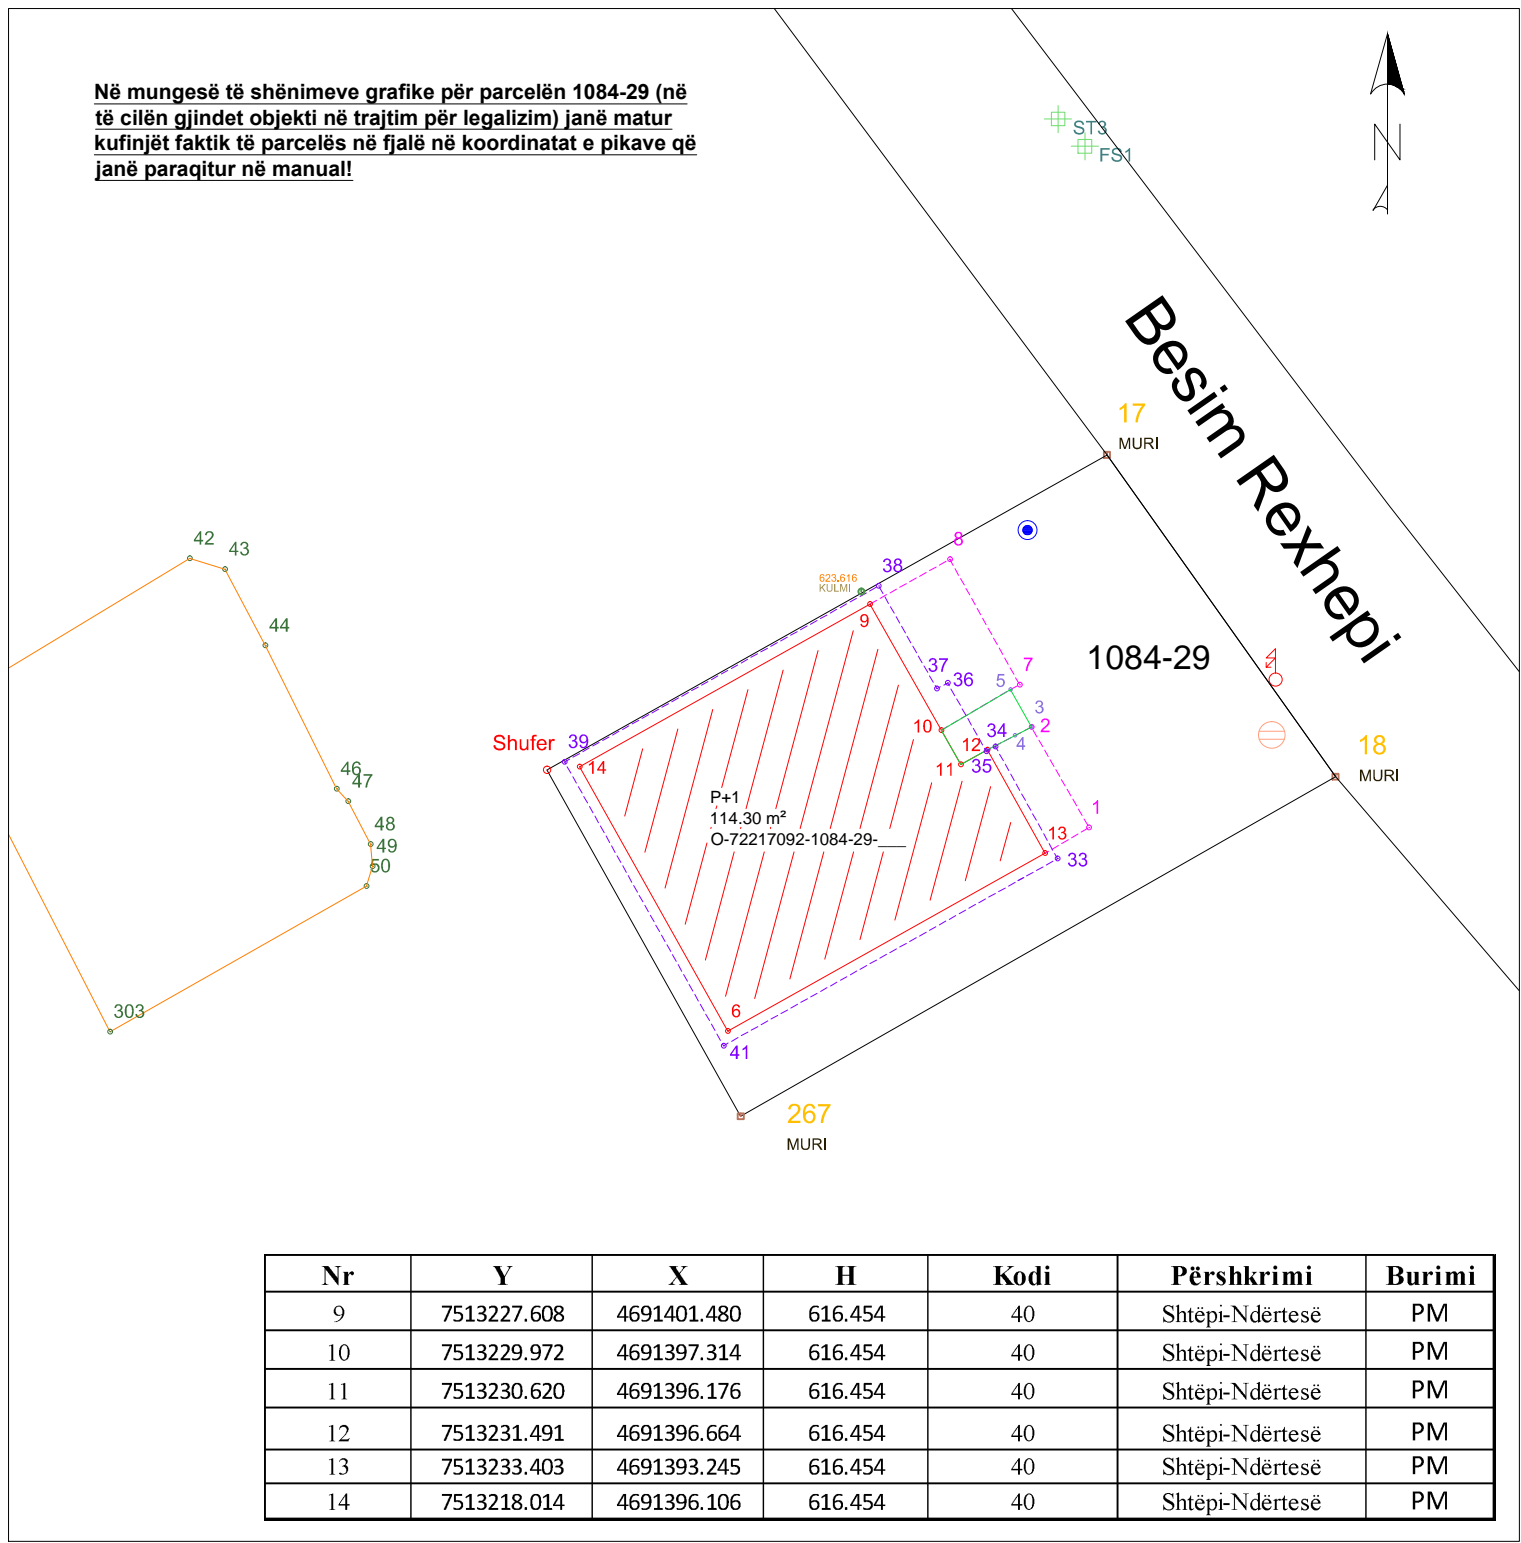 Në mungesë të shënimeve grafike për parcelën 1084-29 (në
të cilën gjindet objekti në trajtim për legalizim) janë matur
kufinjët faktik të parcelës në fjalë në koordinatat e pikave që
janë paraqitur në manual!
ST3
FS1
N
Besim Rexhepi
17
MURI
42
43
8
38
623.616
KULMI
9
44
1084-29
37
36
5
7
3
2
10
34
4
Shufer
39
12
35
18
14
11
MURI
46
47
P+1
114.30 m²
O-72217092-1084-29-___
48
1
49
13
50
33
303
6
41
267
MURI
Nr Y X H Kodi Përshkrimi Burimi
9 7513227.608 4691401.480 616.454 40 Shtëpi-Ndërtesë PM
10 7513229.972 4691397.314 616.454 40 Shtëpi-Ndërtesë PM
11 7513230.620 4691396.176 616.454 40 Shtëpi-Ndërtesë PM
12 7513231.491 4691396.664 616.454 40 Shtëpi-Ndërtesë PM
13 7513233.403 4691393.245 616.454 40 Shtëpi-Ndërtesë PM
14 7513218.014 4691396.106 616.454 40 Shtëpi-Ndërtesë PM